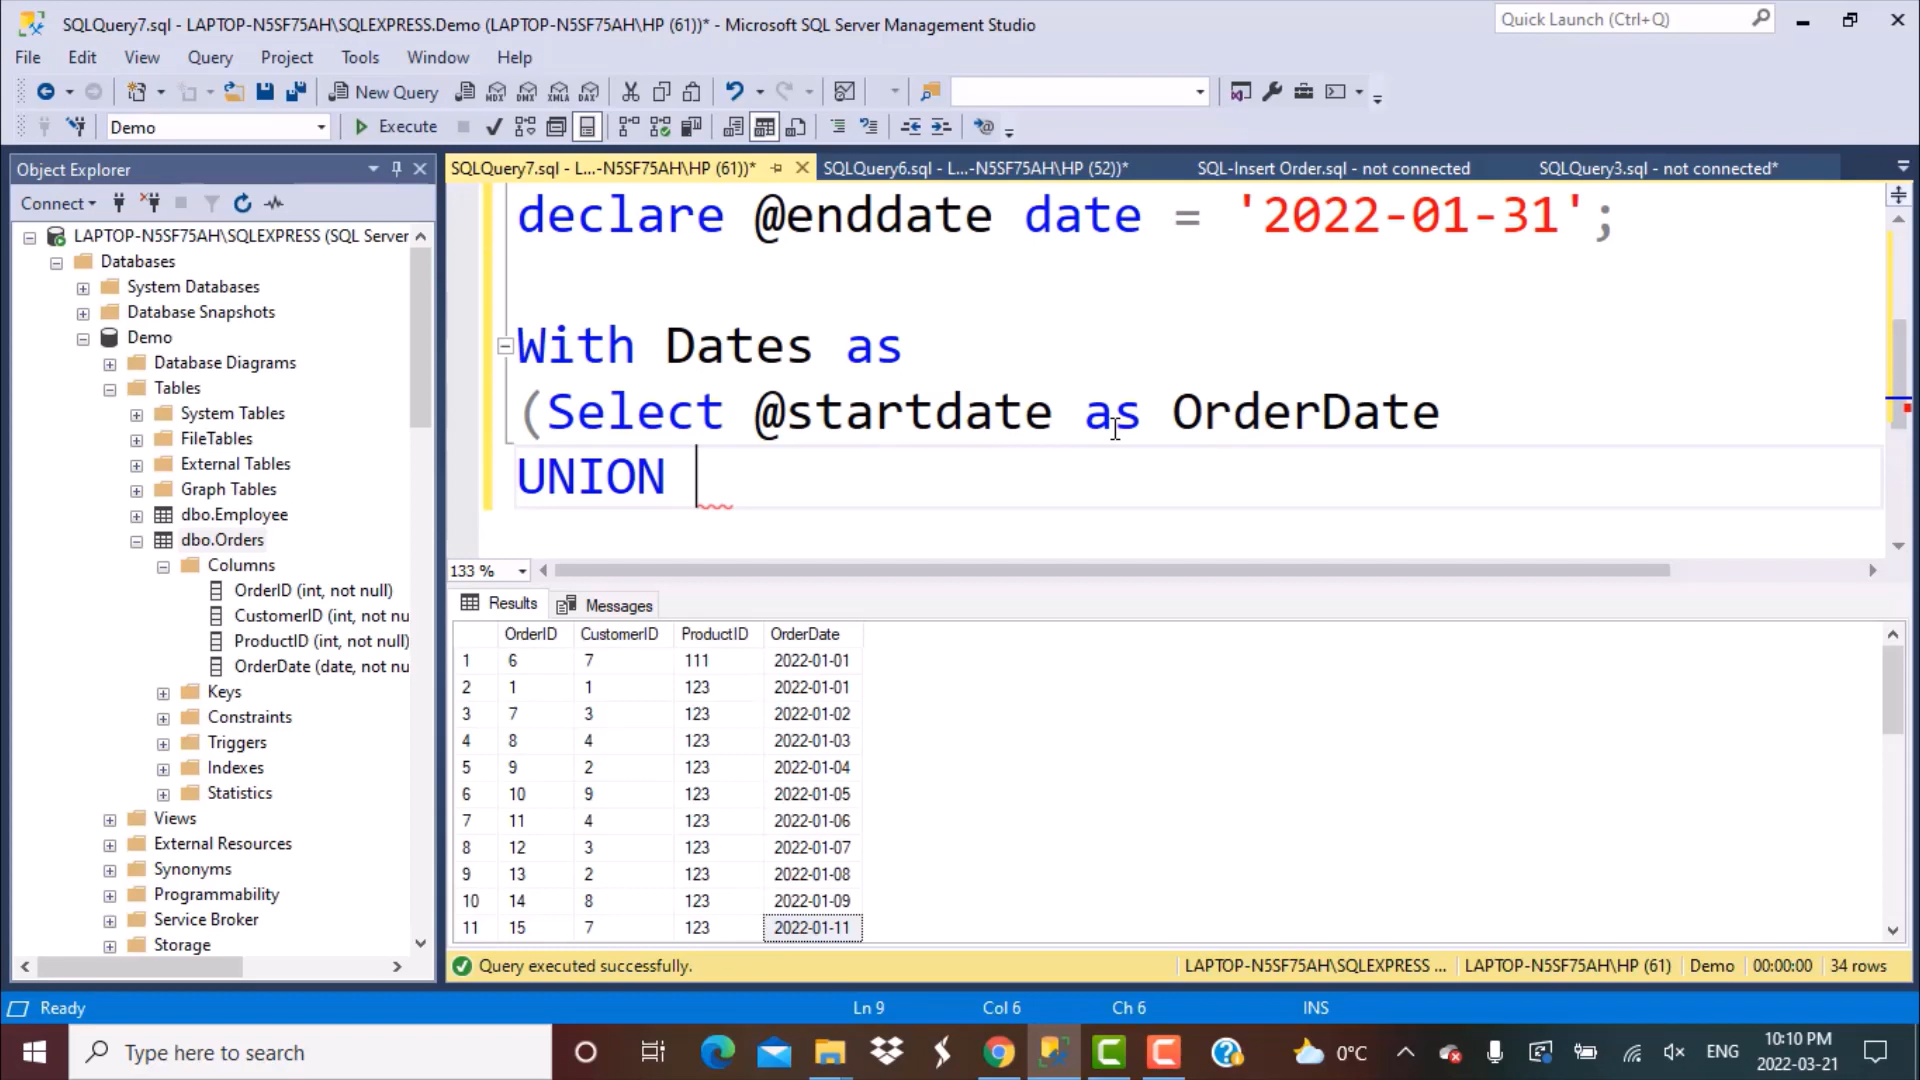 SQLQuery7.sql - LAPTOP-N5SF75AH\SQLEXPRESS.Demo (LAPTOP-N5SF75AH\HP (61))* - Microsoft SQL Server Management Studio
Quick Launch (Ctrl+Q)
File Edit View Query Project Tools Window Help
New Query
MDX DMX XMLA DAX
Demo
Execute
Object Explorer
SQLQuery7.sql - L...-N5SF75AH\HP (61))*
SQLQuery6.sql - L...-N5SF75AH\HP (52))*
SQL-Insert Order.sql - not connected
SQLQuery3.sql - not connected*
Connect
LAPTOP-N5SF75AH\SQLEXPRESS (SQL Server
Databases
System Databases
Database Snapshots
Demo
Database Diagrams
Tables
System Tables
FileTables
External Tables
Graph Tables
dbo.Employee
dbo.Orders
Columns
OrderID (int, not null)
CustomerID (int, not nu
ProductID (int, not null)
OrderDate (date, not nu
Keys
Constraints
Triggers
Indexes
Statistics
Views
External Resources
Synonyms
Programmability
Service Broker
Storage
declare @enddate date = '2022-01-31';
With Dates as
(Select @startdate as OrderDate
UNION
133 %
Results Messages
OrderID CustomerID ProductID OrderDate
1 6 7 111 2022-01-01
2 1 1 123 2022-01-01
3 7 3 123 2022-01-02
4 8 4 123 2022-01-03
5 9 2 123 2022-01-04
6 10 9 123 2022-01-05
7 11 4 123 2022-01-06
8 12 3 123 2022-01-07
9 13 2 123 2022-01-08
10 14 8 123 2022-01-09
11 15 7 123 2022-01-11
Query executed successfully.
LAPTOP-N5SF75AH\SQLEXPRESS ... LAPTOP-N5SF75AH\HP (61) Demo 00:00:00 34 rows
Ready Ln 9 Col 6 Ch 6 INS
Type here to search
0°C
ENG
10:10 PM
2022-03-21